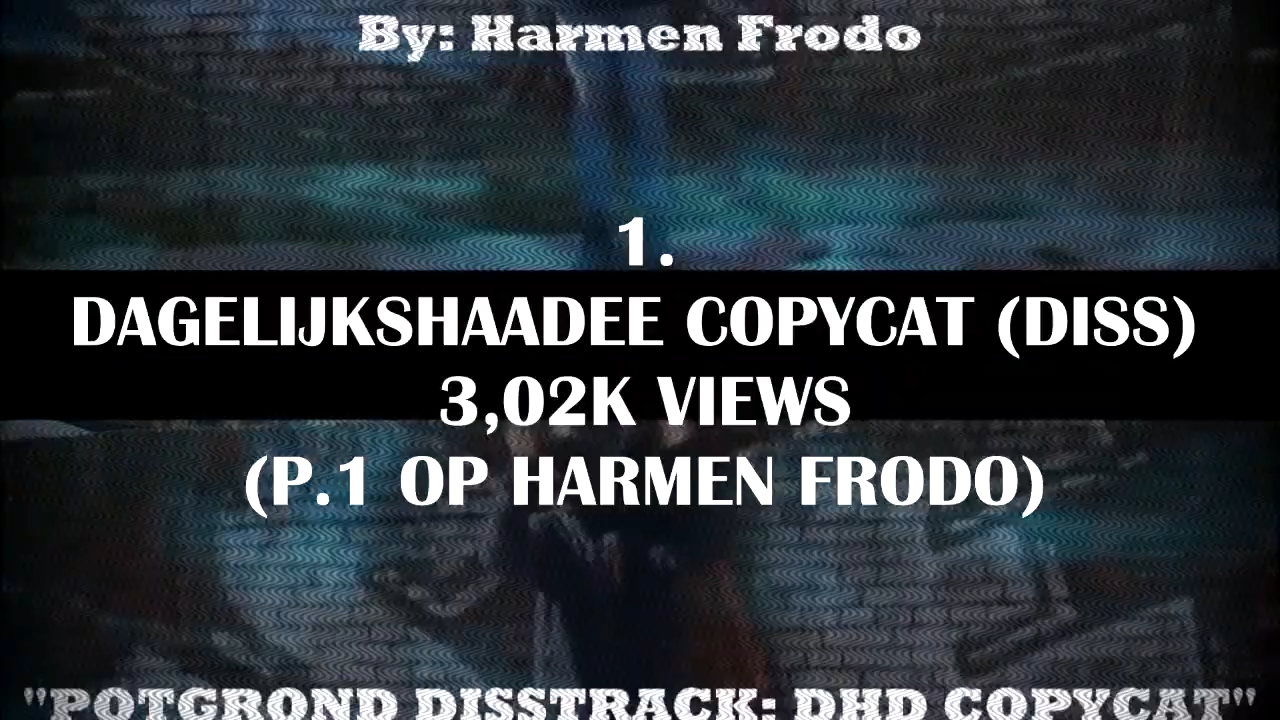 By: Harmen Frodo
1.
DAGELIJKSHAADEE COPYCAT (DISS)
3,02K VIEWS
(P.1 OP HARMEN FRODO)
"POTGROND DISSTRACK: DHD COPYCAT"